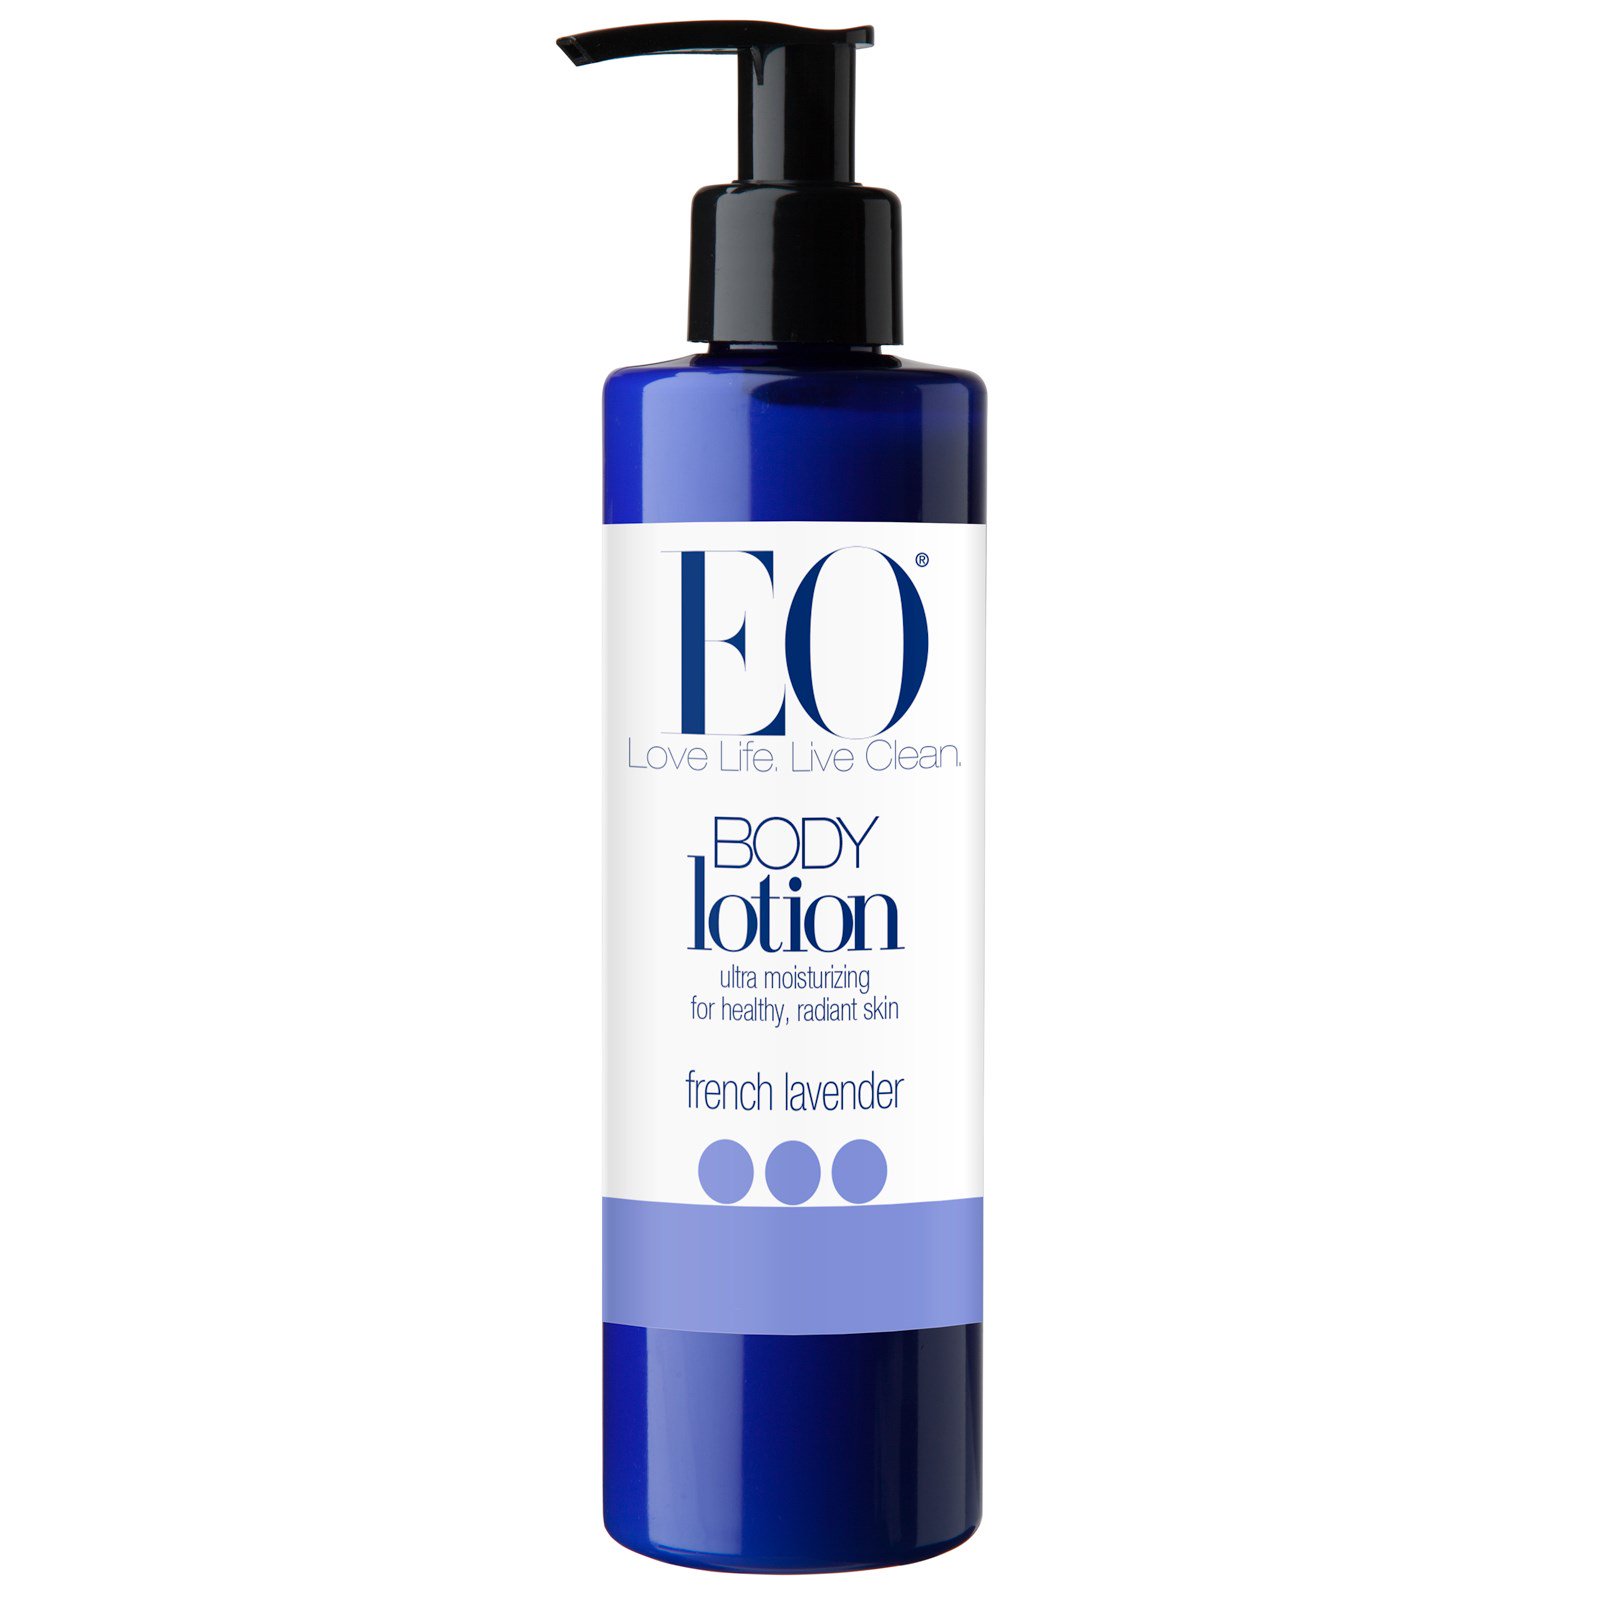 EO®
Love Life. Live Clean.
BODY
lotion
ultra moisturizing
for healthy, radiant skin
french lavender